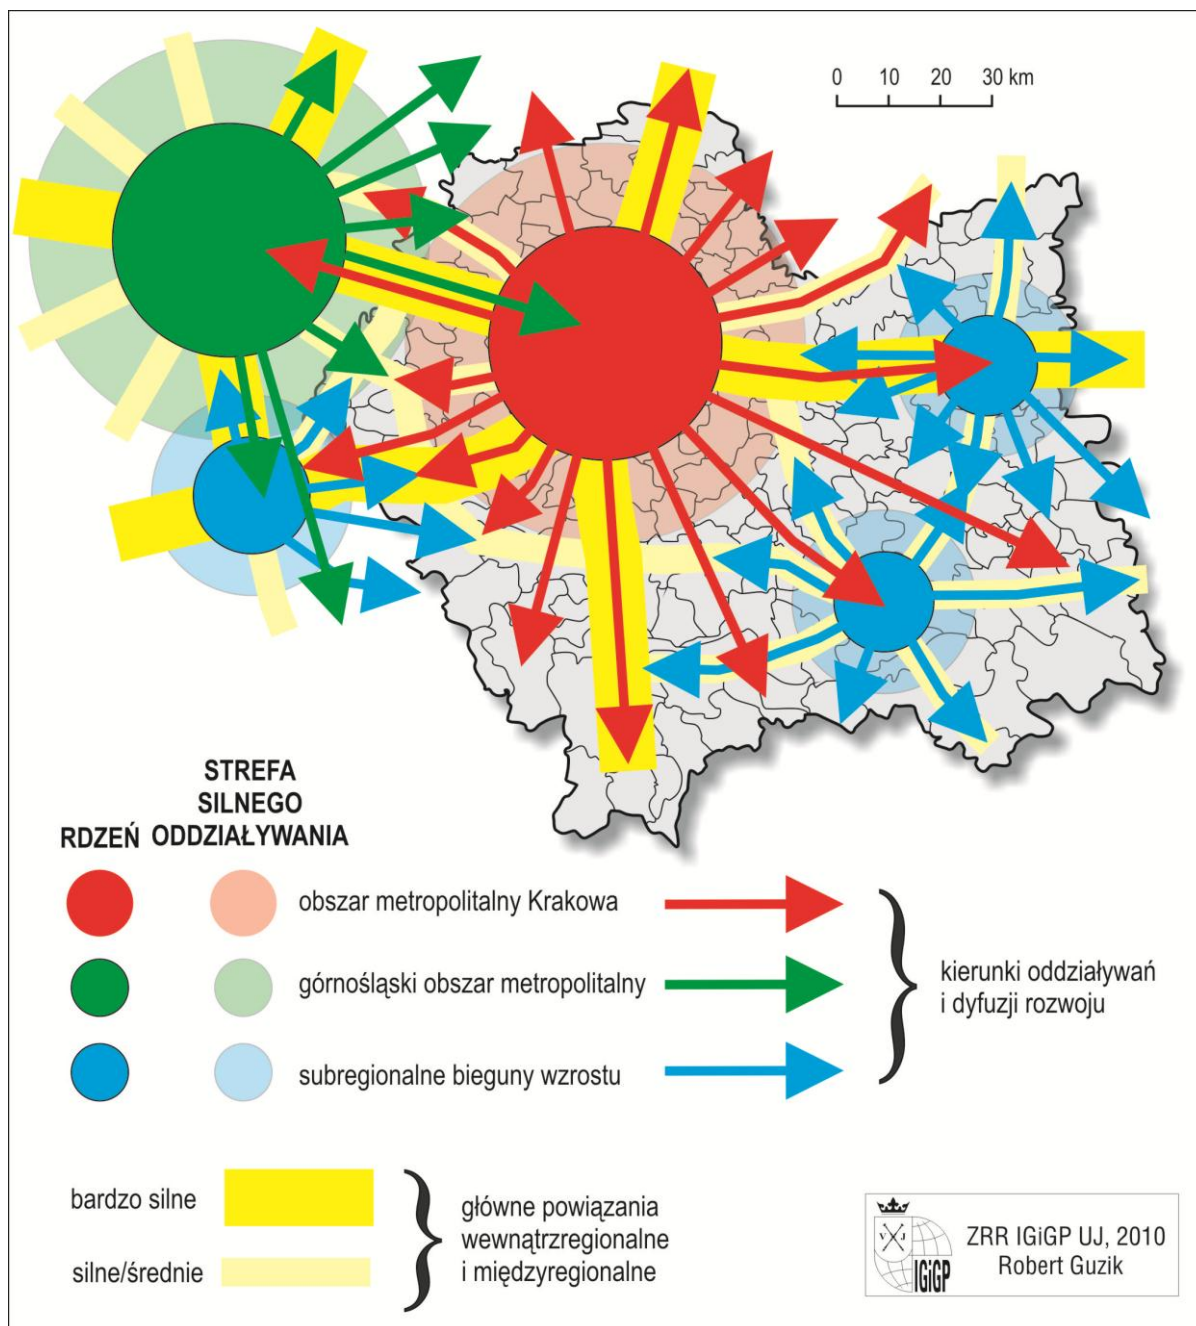 0 10 20 30 km
STREFA
SILNEGO
RDZEŃ ODDZIAŁYWANIA
obszar metropolitalny Krakowa
górnośląski obszar metropolitalny
subregionalne bieguny wzrostu
kierunki oddziaływań
i dyfuzji rozwoju
bardzo silne
silne/średnie
główne powiązania
wewnątrzregionalne
i międzyregionalne
V J
IGiGP
ZRR IGiGP UJ, 2010
Robert Guzik